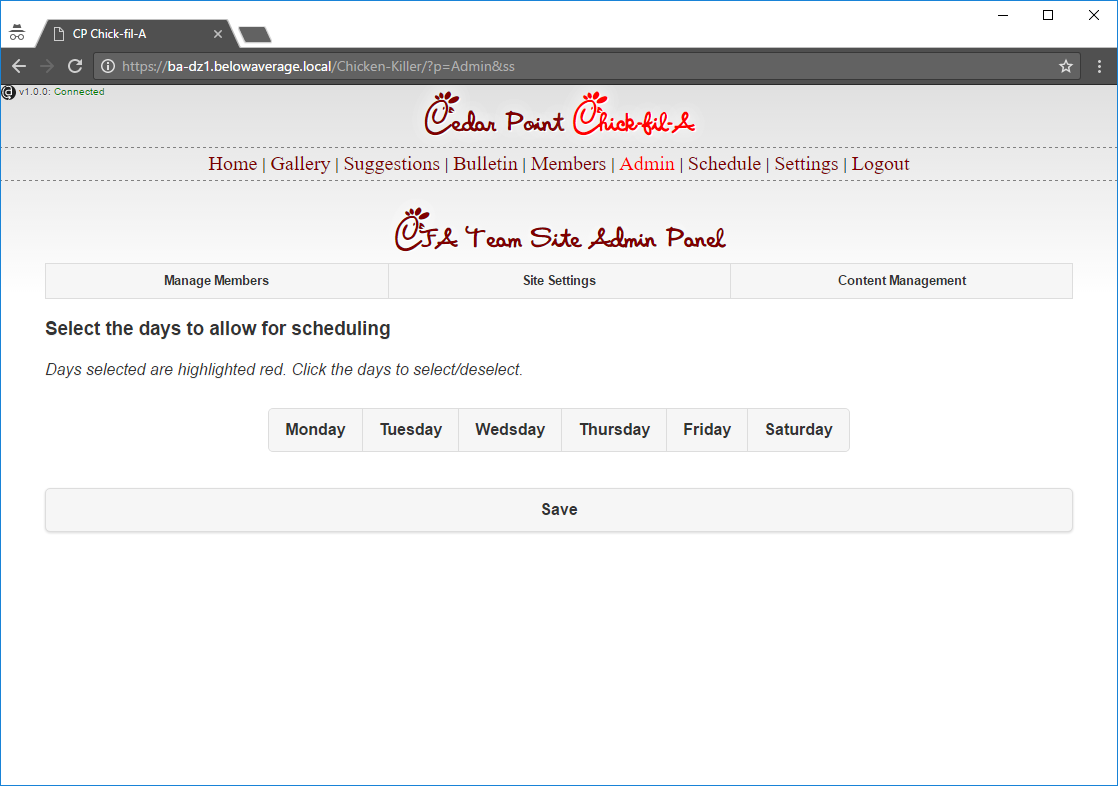 CP Chick-fil-A
https://ba-dz1.belowaverage.local/Chicken-Killer/?p=Admin&ss
v1.0.0: Connected
Cedar Point Chick-fil-A
Home | Gallery | Suggestions | Bulletin | Members | Admin | Schedule | Settings | Logout
CFA Team Site Admin Panel
Manage Members Site Settings Content Management
Select the days to allow for scheduling
Days selected are highlighted red. Click the days to select/deselect.
Monday Tuesday Wedsday Thursday Friday Saturday
Save